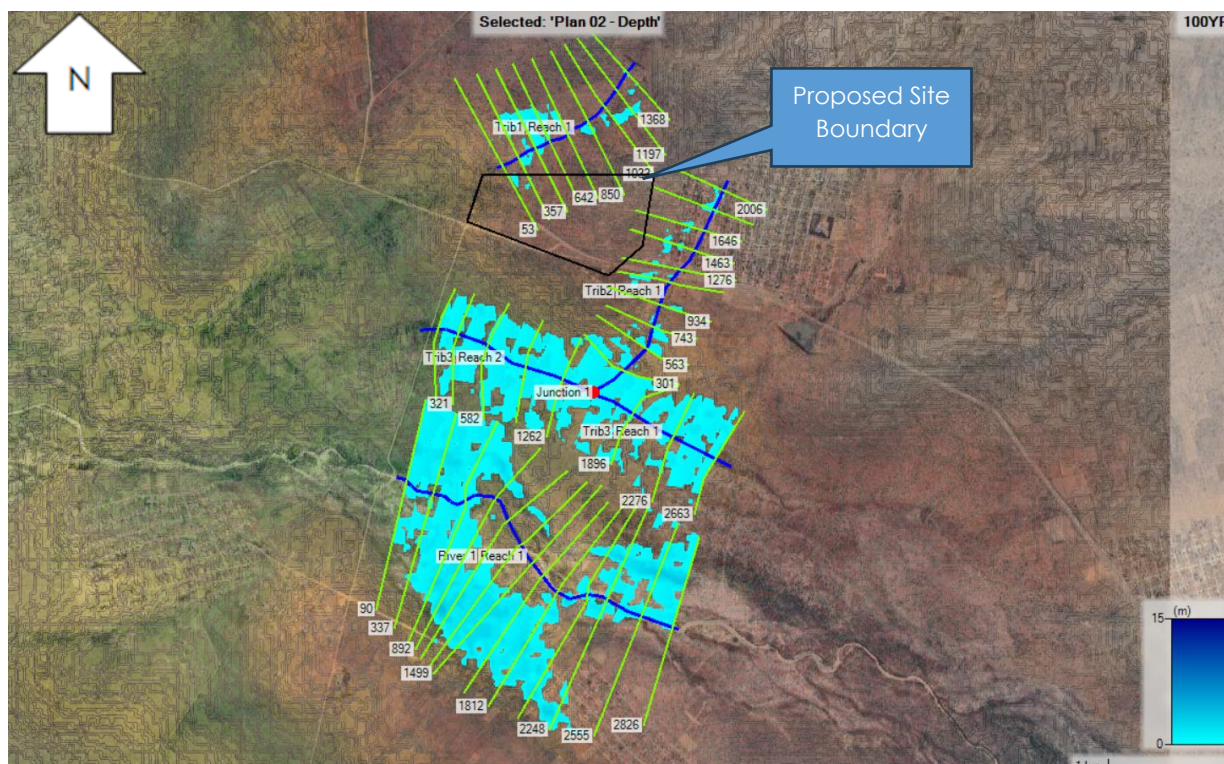 Selected: 'Plan 02 - Depth'
100YR
N
Proposed Site
Boundary
Trib1 Reach 1
1368
1197
1032
850
642
357
53
2006
1646
1463
1276
Trib2 Reach 1
934
743
563
301
Trib3 Reach 2
Junction 1
321
582
1262
Trib3 Reach 1
1896
2276
2663
River 1 Reach 1
90
337
892
1499
1812
2248
2555
2826
15
(m)
0